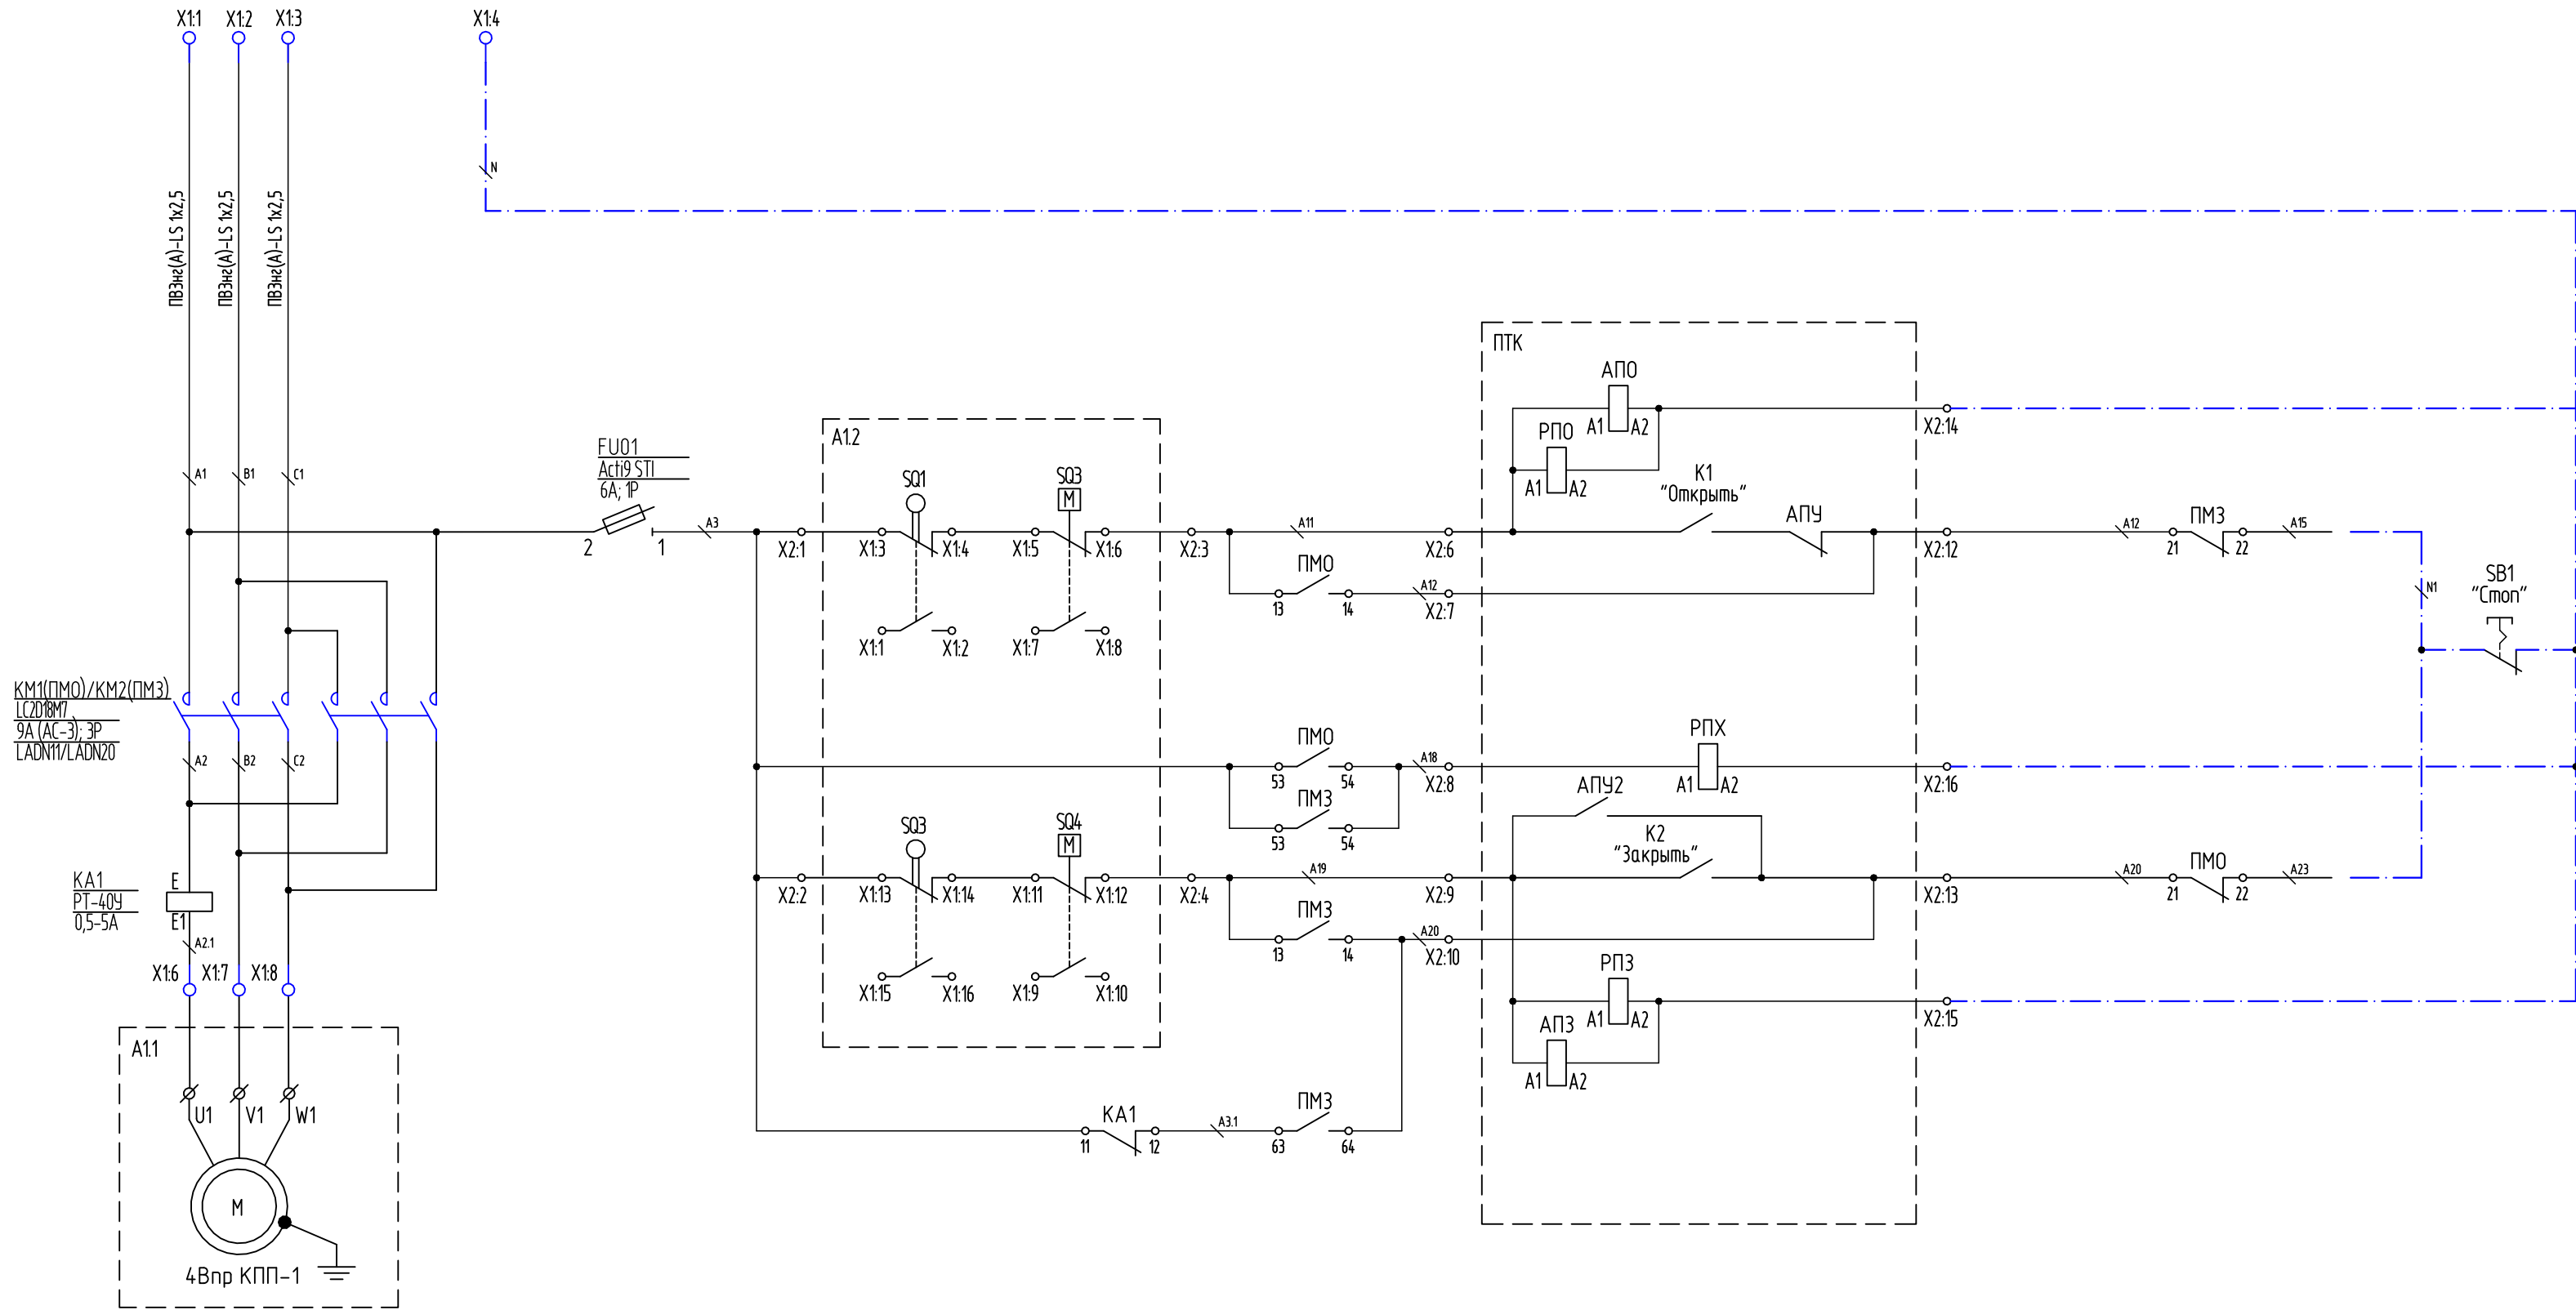 X1:1 X1:2 X1:3 X1:4
N
ПВ3нг(А)-LS 1x2,5
ПВ3нг(А)-LS 1x2,5
ПВ3нг(А)-LS 1x2,5
ПТК
АПО
A1 A2
X2:14
РПО
A1 A2
A1 B1 C1
FU01
Acti9 STI
6A; 1P
2 1
A3
A1.2
SQ1
SQ3
M
X2:1
X1:3
X1:4
X1:5
X1:6
X2:3
A11
X2:6
K1
"Открыть"
АПУ
X2:12
A12
ПМЗ
21 22
A15
ПМО
13 14
A12
X2:7
X1:1
X1:2
X1:7
X1:8
N1
SB1
"Стоп"
KM1(ПМО)/KM2(ПМЗ)
LC2D18M7
9A (AC-3); 3P
LADN11/LADN20
A2 B2 C2
ПМО
53 54
A18
X2:8
РПХ
A1 A2
X2:16
ПМЗ
53 54
АПУ2
SQ3
SQ4
M
K2
"Закрыть"
X2:2
X1:13
X1:14
X1:11
X1:12
X2:4
A19
X2:9
X2:13
A20
ПМО
21 22
A23
ПМЗ
13 14
A20
X2:10
KA1
РТ-40У
0,5-5A
E
E1
A2.1
X1:15
X1:16
X1:9
X1:10
X1:6 X1:7 X1:8
РПЗ
A1 A2
X2:15
АПЗ
A1 A2
A1.1
U1 V1 W1
KA1
11 12
A3.1
ПМЗ
63 64
M
4Впр КПП-1